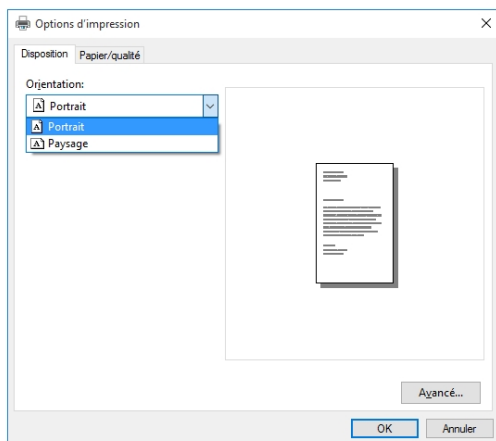 Options d'impression
Disposition Papier/qualité
Orientation:
Portrait
Portrait
Paysage
Avancé...
OK Annuler